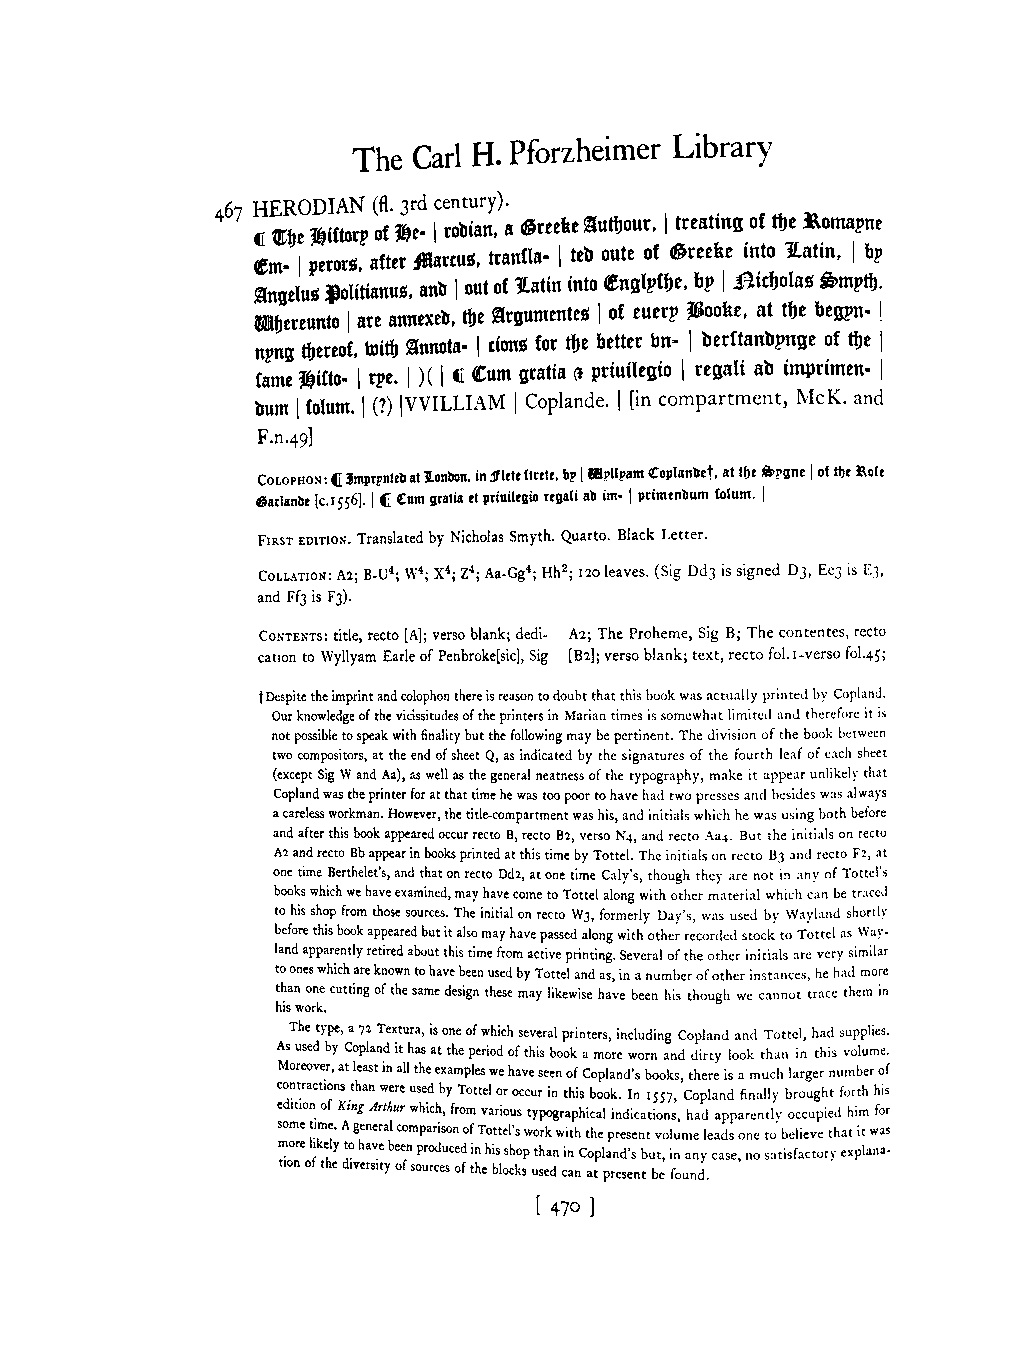 The Carl H. Pforzheimer Library
467 HERODIAN (fl. 3rd century).
¶ The Hiſtory of He- | rodian, a Greeke Authour, | treating of the Romayne
Em- | perors, after Marcus, tranſla- | ted oute of Greeke into Latin, | by
Angelus Politianus, and | out of Latin into Englyſhe, by | Nicholas Smyth.
Whereunto | are annexed, the Argumentes | of euery Booke, at the begyn- |
nyng thereof, with Annota- | cions for the better vn- | derſtandynge of the |
ſame Hiſto- | rye. | )( | ¶ Cum gratia & priuilegio | regali ad imprimen- |
dum | ſolum. | (?) |VVILLIAM | Coplande. | [in compartment, McK. and
F.n.49]
COLOPHON: ¶ Imprynted at London, in Flete ſtrete, by | Wyllyam Coplande†, at the Sygne | of the Roſe
Garlande [c.1556]. | ¶ Cum gratia et priuilegio regali ad im- | primendum ſolum. |
FIRST EDITION. Translated by Nicholas Smyth. Quarto. Black Letter.
COLLATION: A2; B-U⁴; W⁴; X⁴; Z⁴; Aa-Gg⁴; Hh²; 120 leaves. (Sig Dd3 is signed D3, Ee3 is E3,
and Ff3 is F3).
CONTENTS: title, recto [A]; verso blank; dedi-
cation to Wyllyam Earle of Penbroke[sic], Sig
A2; The Proheme, Sig B; The contentes, recto
[B2]; verso blank; text, recto fol.1-verso fol.45;
†Despite the imprint and colophon there is reason to doubt that this book was actually printed by Copland.
Our knowledge of the vicissitudes of the printers in Marian times is somewhat limited and therefore it is
not possible to speak with finality but the following may be pertinent. The division of the book between
two compositors, at the end of sheet Q, as indicated by the signatures of the fourth leaf of each sheet
(except Sig W and Aa), as well as the general neatness of the typography, make it appear unlikely that
Copland was the printer for at that time he was too poor to have had two presses and besides was always
a careless workman. However, the title-compartment was his, and initials which he was using both before
and after this book appeared occur recto B, recto B2, verso N4, and recto Aa4. But the initials on recto
A2 and recto Bb appear in books printed at this time by Tottel. The initials on recto B3 and recto F2, at
one time Berthelet's, and that on recto Dd2, at one time Caly's, though they are not in any of Tottel's
books which we have examined, may have come to Tottel along with other material which can be traced
to his shop from those sources. The initial on recto W3, formerly Day's, was used by Wayland shortly
before this book appeared but it also may have passed along with other recorded stock to Tottel as Way-
land apparently retired about this time from active printing. Several of the other initials are very similar
to ones which are known to have been used by Tottel and as, in a number of other instances, he had more
than one cutting of the same design these may likewise have been his though we cannot trace them in
his work.
The type, a 72 Textura, is one of which several printers, including Copland and Tottel, had supplies.
As used by Copland it has at the period of this book a more worn and dirty look than in this volume.
Moreover, at least in all the examples we have seen of Copland's books, there is a much larger number of
contractions than were used by Tottel or occur in this book. In 1557, Copland finally brought forth his
edition of King Arthur which, from various typographical indications, had apparently occupied him for
some time. A general comparison of Tottel's work with the present volume leads one to believe that it was
more likely to have been produced in his shop than in Copland's but, in any case, no satisfactory explana-
tion of the diversity of sources of the blocks used can at present be found.
[ 470 ]